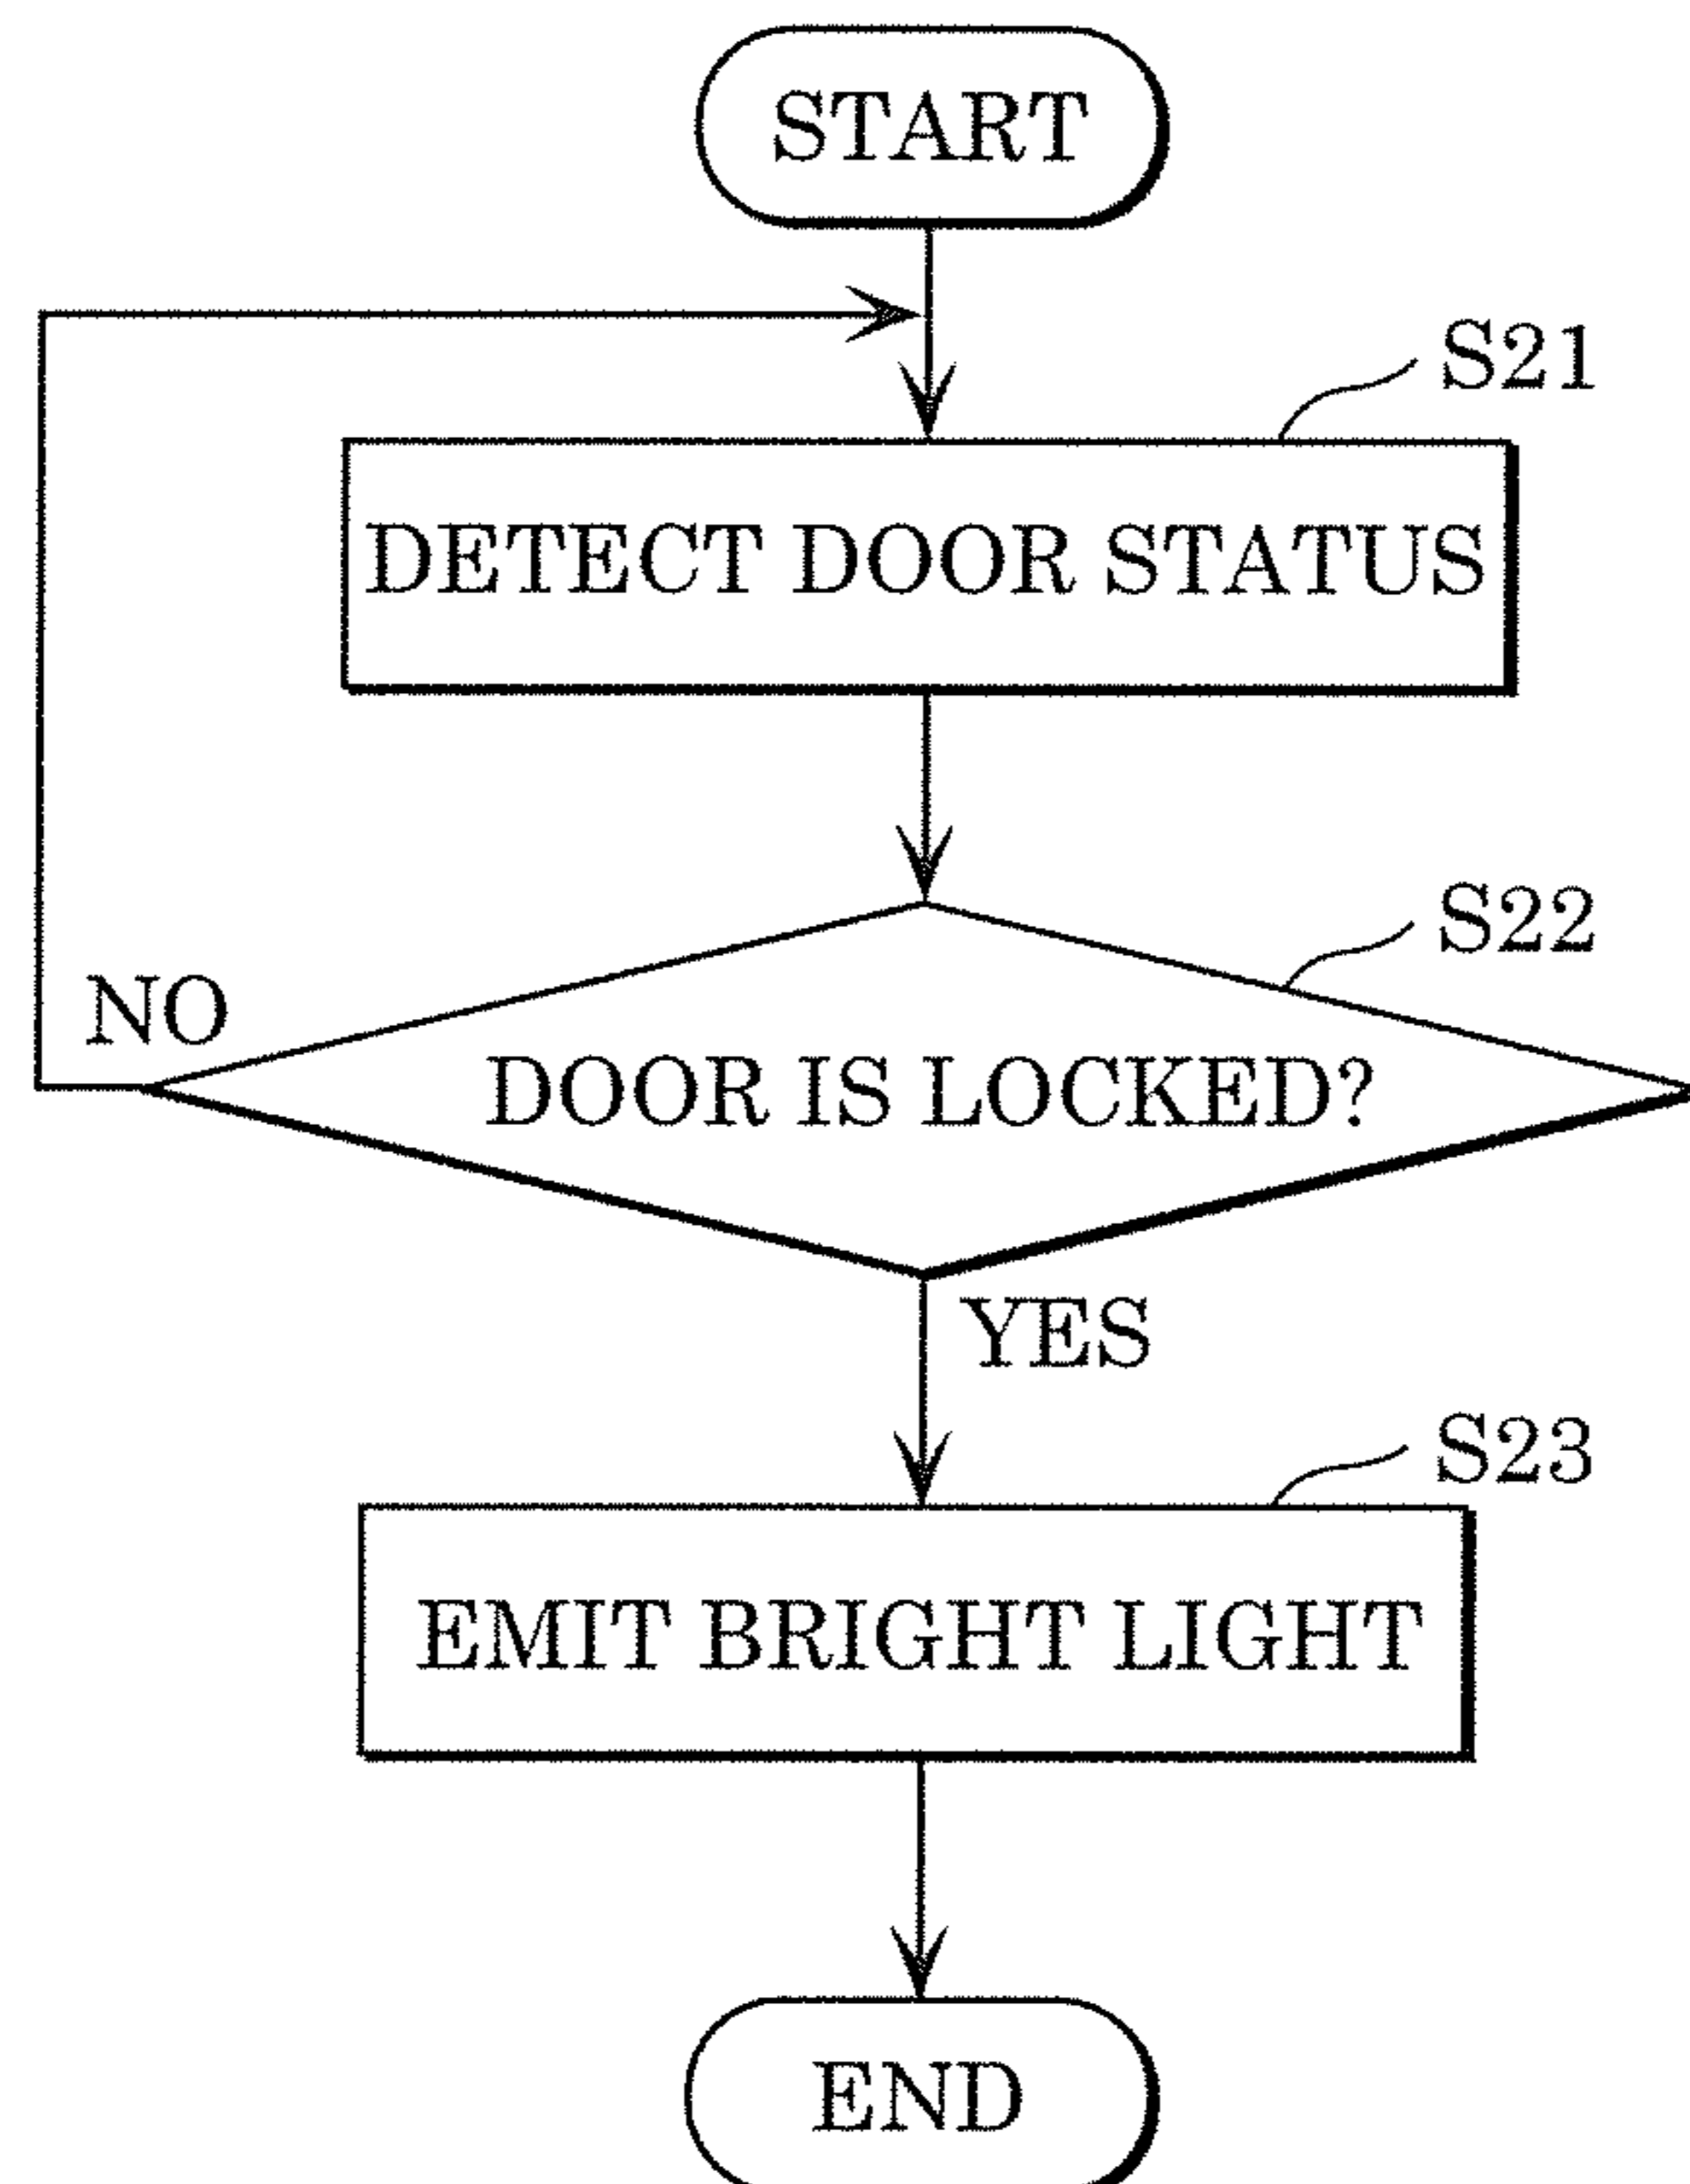 START
S21
DETECT DOOR STATUS
S22
NO
DOOR IS LOCKED?
YES
S23
EMIT BRIGHT LIGHT
END